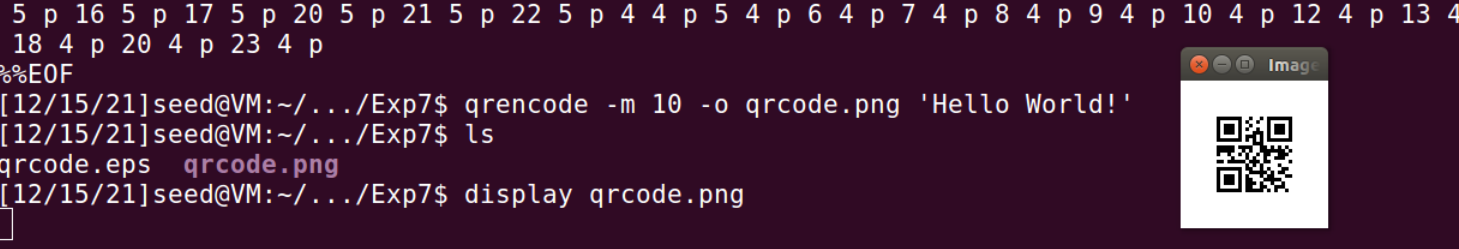 5 p 16 5 p 17 5 p 20 5 p 21 5 p 22 5 p 4 4 p 5 4 p 6 4 p 7 4 p 8 4 p 9 4 p 10 4 p 12 4 p 13 4
18 4 p 20 4 p 23 4 p
%%EOF
[12/15/21]seed@VM:~/.../Exp7$ qrencode -m 10 -o qrcode.png 'Hello World!'
[12/15/21]seed@VM:~/.../Exp7$ ls
qrcode.eps  qrcode.png
[12/15/21]seed@VM:~/.../Exp7$ display qrcode.png
Image